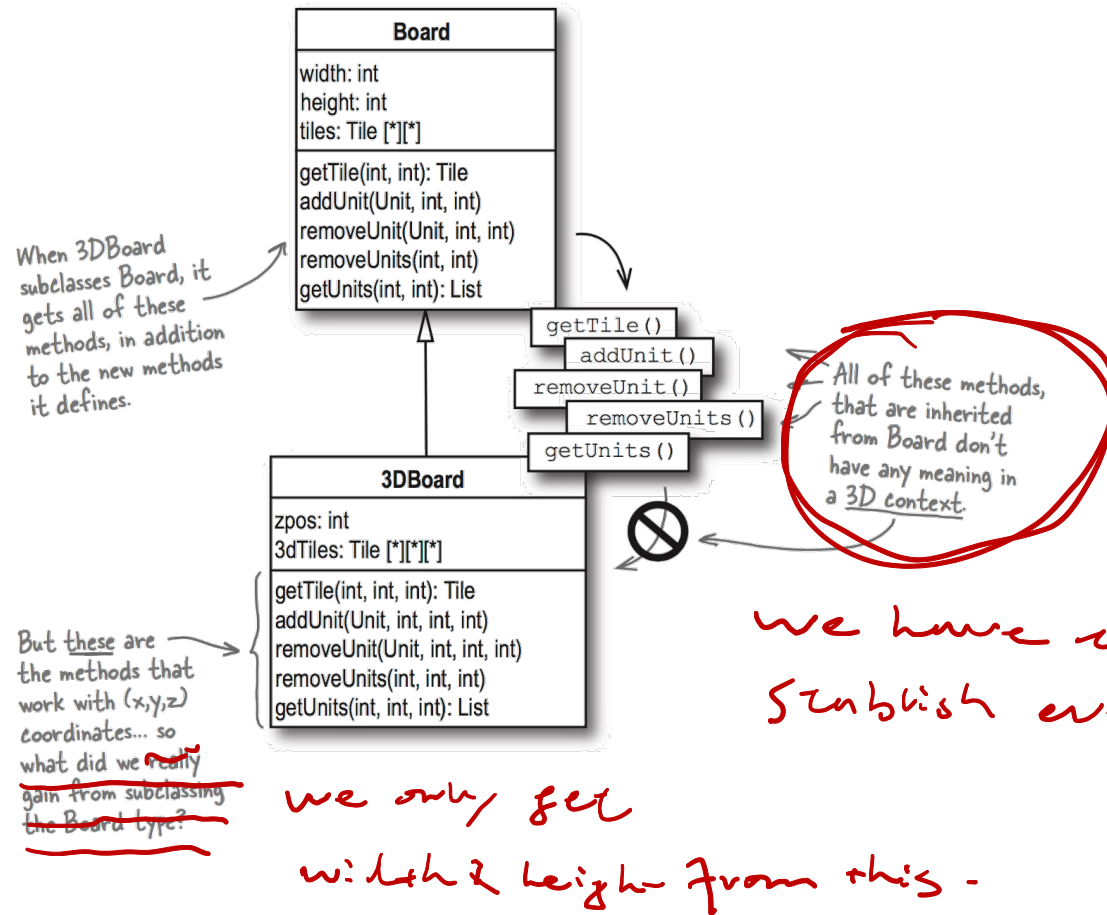 Board
width: int
height: int
tiles: Tile [*][*]
getTile(int, int): Tile
addUnit(Unit, int, int)
removeUnit(Unit, int, int)
removeUnits(int, int)
getUnits(int, int): List
When 3DBoard
subclasses Board, it
gets all of these
methods, in addition
to the new methods
it defines.
getTile()
addUnit()
removeUnit()
removeUnits()
getUnits()
All of these methods,
that are inherited
from Board don't
have any meaning in
a 3D context.
3DBoard
zpos: int
3dTiles: Tile [*][*][*]
getTile(int, int, int): Tile
addUnit(Unit, int, int, int)
removeUnit(Unit, int, int, int)
removeUnits(int, int, int)
getUnits(int, int, int): List
But these are
the methods that
work with (x,y,z)
coordinates... so
what did we really
gain from subclassing
the Board type?
we have
we only get
width & height from this.